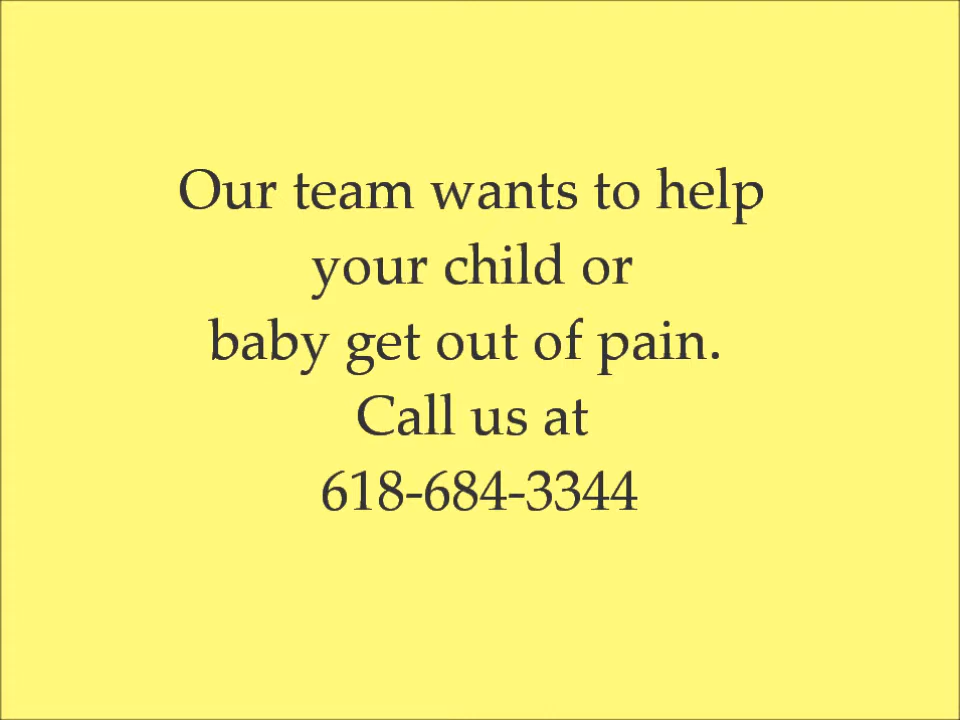 Our team wants to help
your child or
baby get out of pain.
Call us at
618-684-3344